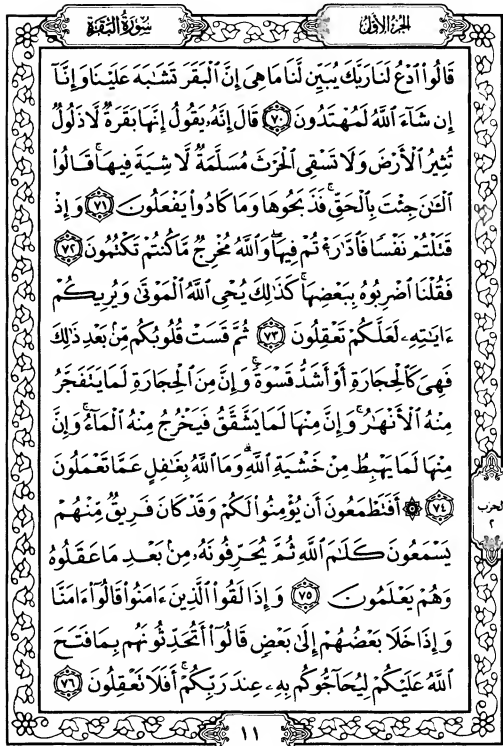 سُورَةُ البَقَرَةِ
الجُزءُ الأوّلُ
قَالُوا۟ ٱدْعُ لَنَا رَبَّكَ يُبَيِّن لَّنَا مَا هِىَ إِنَّ ٱلْبَقَرَ تَشَٰبَهَ عَلَيْنَا وَإِنَّآ
إِن شَآءَ ٱللَّهُ لَمُهْتَدُونَ ٧٠ قَالَ إِنَّهُۥ يَقُولُ إِنَّهَا بَقَرَةٌ لَّا ذَلُولٌ
تُثِيرُ ٱلْأَرْضَ وَلَا تَسْقِى ٱلْحَرْثَ مُسَلَّمَةٌ لَّا شِيَةَ فِيهَا ۚ قَالُوا۟
ٱلْـَٰٔنَ جِئْتَ بِٱلْحَقِّ ۚ فَذَبَحُوهَا وَمَا كَادُوا۟ يَفْعَلُونَ ٧١ وَإِذْ
قَتَلْتُمْ نَفْسًا فَٱدَّٰرَْٰٔتُمْ فِيهَا ۖ وَٱللَّهُ مُخْرِجٌ مَّا كُنتُمْ تَكْتُمُونَ ٧٢
فَقُلْنَا ٱضْرِبُوهُ بِبَعْضِهَا ۚ كَذَٰلِكَ يُحْىِ ٱللَّهُ ٱلْمَوْتَىٰ وَيُرِيكُمْ
ءَايَٰتِهِۦ لَعَلَّكُمْ تَعْقِلُونَ ٧٣ ثُمَّ قَسَتْ قُلُوبُكُم مِّنۢ بَعْدِ ذَٰلِكَ
فَهِىَ كَٱلْحِجَارَةِ أَوْ أَشَدُّ قَسْوَةً ۚ وَإِنَّ مِنَ ٱلْحِجَارَةِ لَمَا يَتَفَجَّرُ
مِنْهُ ٱلْأَنْهَٰرُ ۚ وَإِنَّ مِنْهَا لَمَا يَشَّقَّقُ فَيَخْرُجُ مِنْهُ ٱلْمَآءُ ۚ وَإِنَّ
مِنْهَا لَمَا يَهْبِطُ مِنْ خَشْيَةِ ٱللَّهِ ۗ وَمَا ٱللَّهُ بِغَٰفِلٍ عَمَّا تَعْمَلُونَ
٧٤ ۞ أَفَتَطْمَعُونَ أَن يُؤْمِنُوا۟ لَكُمْ وَقَدْ كَانَ فَرِيقٌ مِّنْهُمْ
يَسْمَعُونَ كَلَٰمَ ٱللَّهِ ثُمَّ يُحَرِّفُونَهُۥ مِنۢ بَعْدِ مَا عَقَلُوهُ
وَهُمْ يَعْلَمُونَ ٧٥ وَإِذَا لَقُوا۟ ٱلَّذِينَ ءَامَنُوا۟ قَالُوٓا۟ ءَامَنَّا
وَإِذَا خَلَا بَعْضُهُمْ إِلَىٰ بَعْضٍ قَالُوٓا۟ أَتُحَدِّثُونَهُم بِمَا فَتَحَ
ٱللَّهُ عَلَيْكُمْ لِيُحَآجُّوكُم بِهِۦ عِندَ رَبِّكُمْ ۚ أَفَلَا تَعْقِلُونَ ٧٦
الحزب
٢
١١